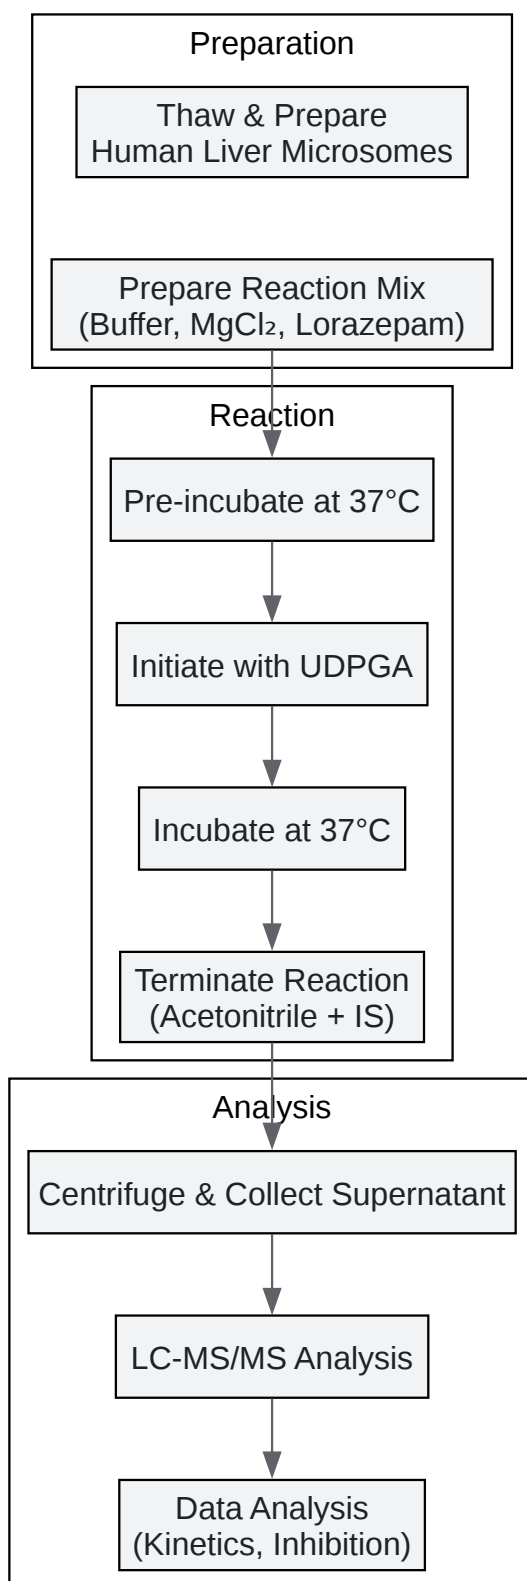 Preparation
Thaw & Prepare
Human Liver Microsomes
Prepare Reaction Mix
(Buffer, MgCl₂, Lorazepam)
Reaction
Pre-incubate at 37°C
Initiate with UDPGA
Incubate at 37°C
Terminate Reaction
(Acetonitrile + IS)
Analysis
Centrifuge & Collect Supernatant
LC-MS/MS Analysis
Data Analysis
(Kinetics, Inhibition)